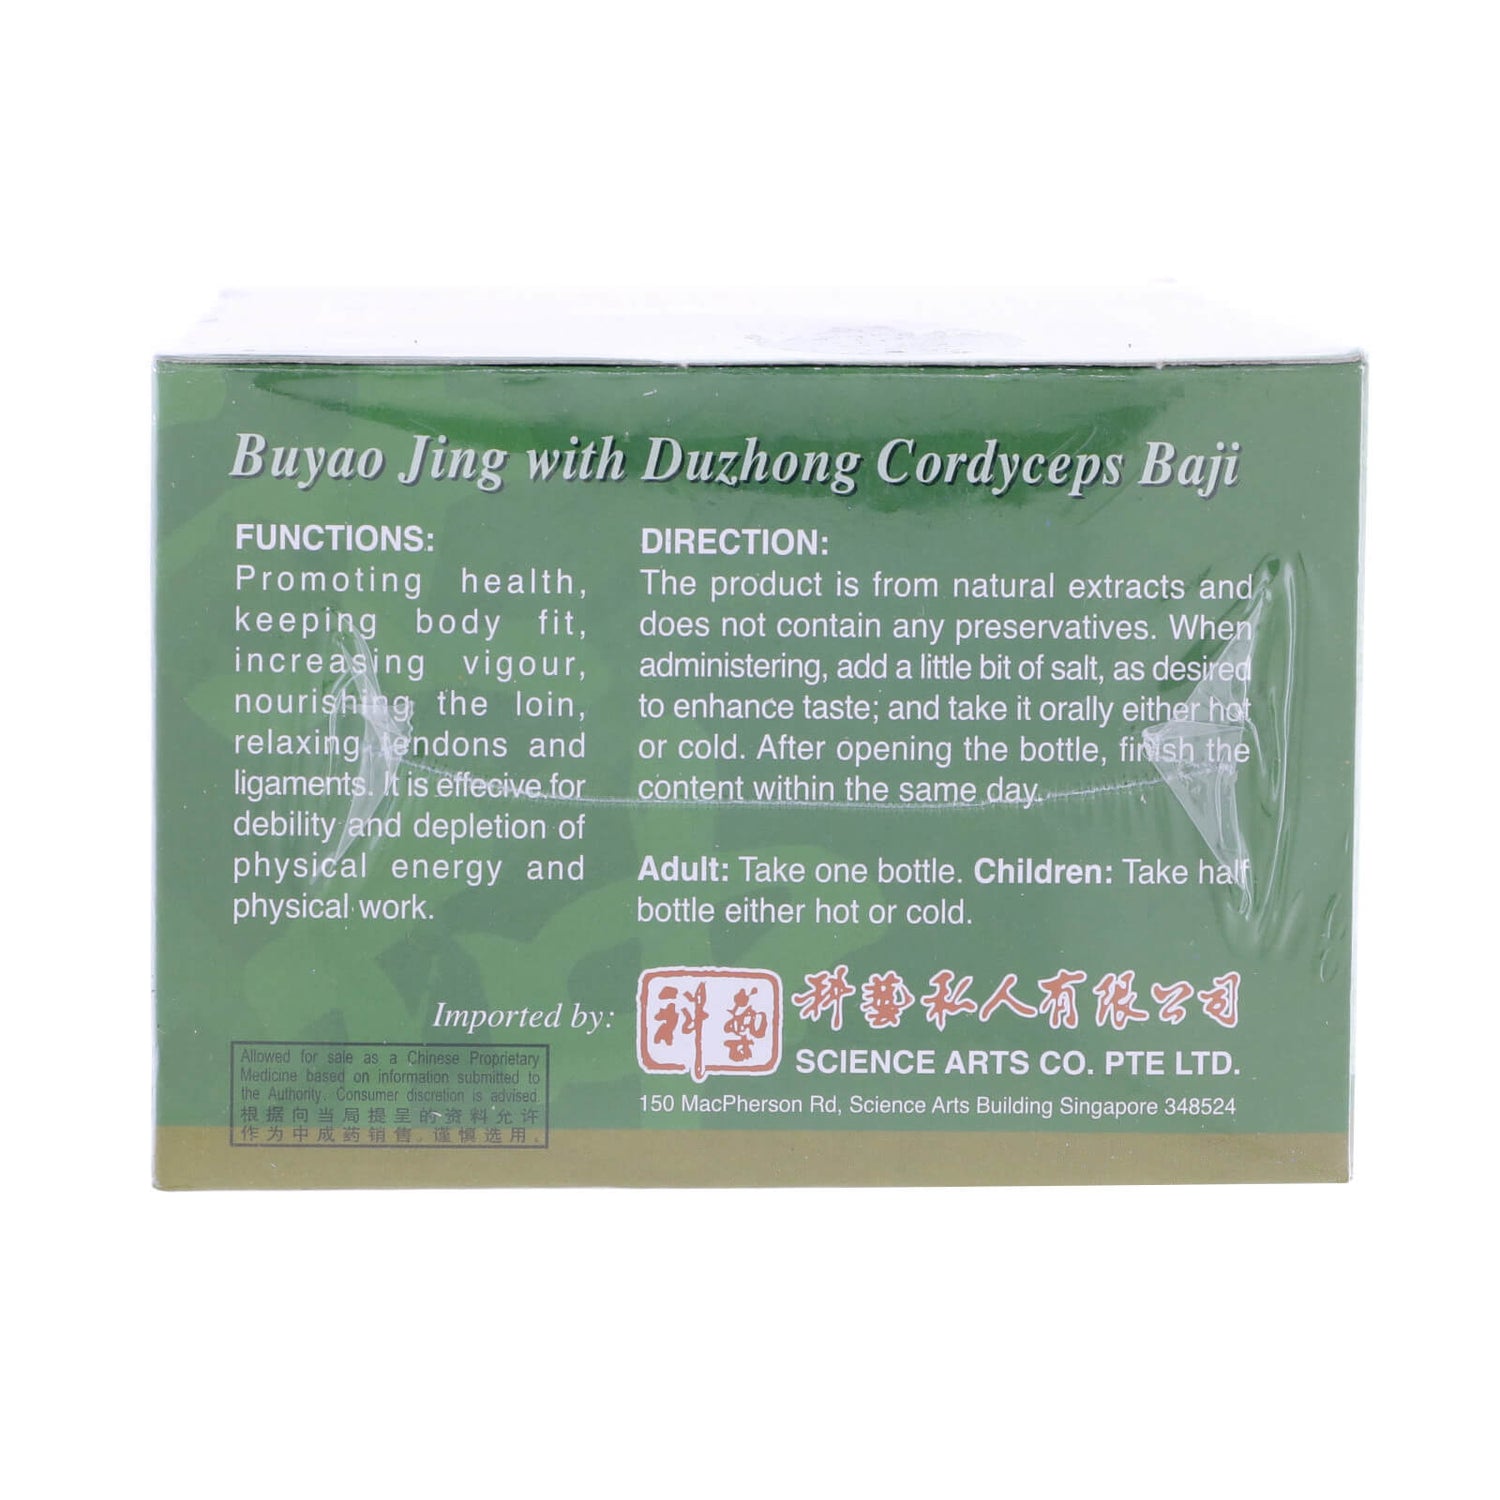 Buyao Jing with Duzhong Cordyceps Baji
FUNCTIONS:
Promoting health,
keeping body fit,
increasing vigour,
nourishing the loin,
relaxing tendons and
ligaments. It is effecive for
debility and depletion of
physical energy and
physical work.
DIRECTION:
The product is from natural extracts and
does not contain any preservatives. When
administering, add a little bit of salt, as desired
to enhance taste; and take it orally either hot
or cold. After opening the bottle, finish the
content within the same day.
Adult: Take one bottle. Children: Take half
bottle either hot or cold.
Imported by:
科藝
科藝私人有限公司
SCIENCE ARTS CO. PTE LTD.
150 MacPherson Rd, Science Arts Building Singapore 348524
Allowed for sale as a Chinese Proprietary
Medicine based on information submitted to
the Authority. Consumer discretion is advised.
根据向当局提呈的资料允许
作为中成药销售。谨慎选用。